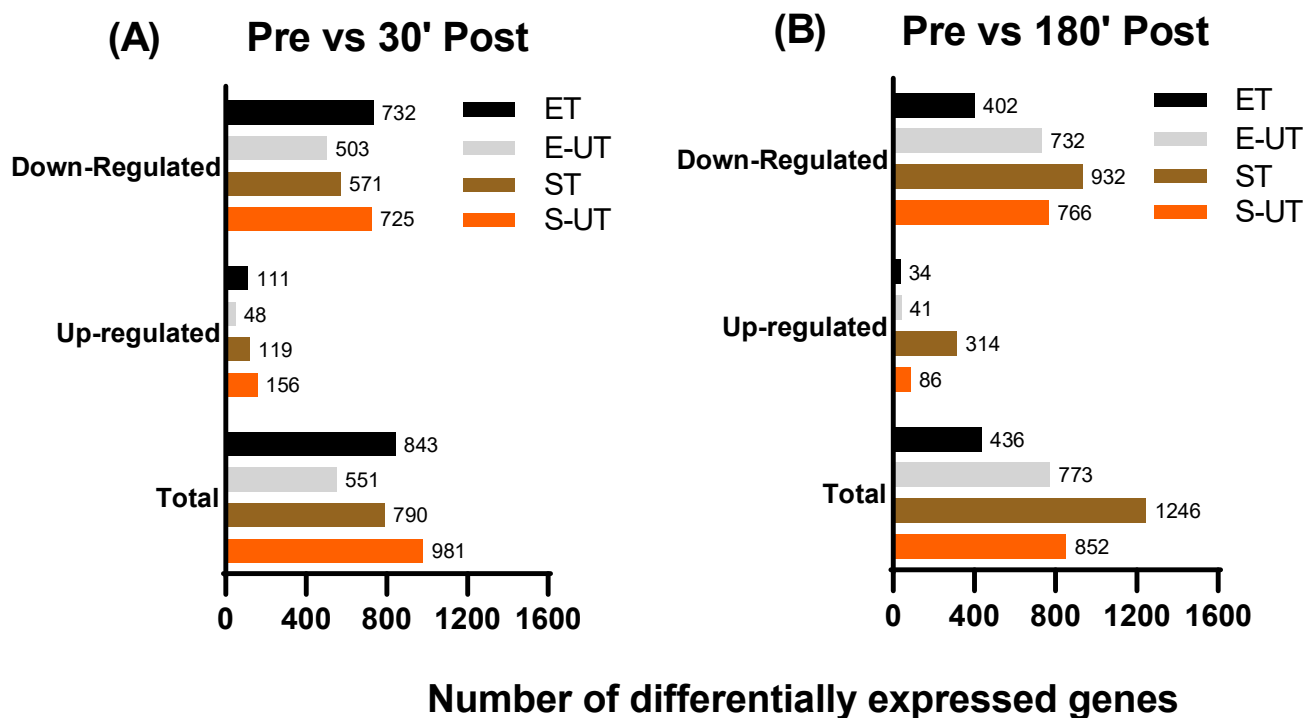 (A) Pre vs 30' Post
ET
E-UT
ST
S-UT
Down-Regulated
732
503
571
725
Up-regulated
111
48
119
156
Total
843
551
790
981
0 400 800 1200 1600
(B) Pre vs 180' Post
ET
E-UT
ST
S-UT
Down-Regulated
402
732
932
766
Up-regulated
34
41
314
86
Total
436
773
1246
852
0 400 800 1200 1600
Number of differentially expressed genes